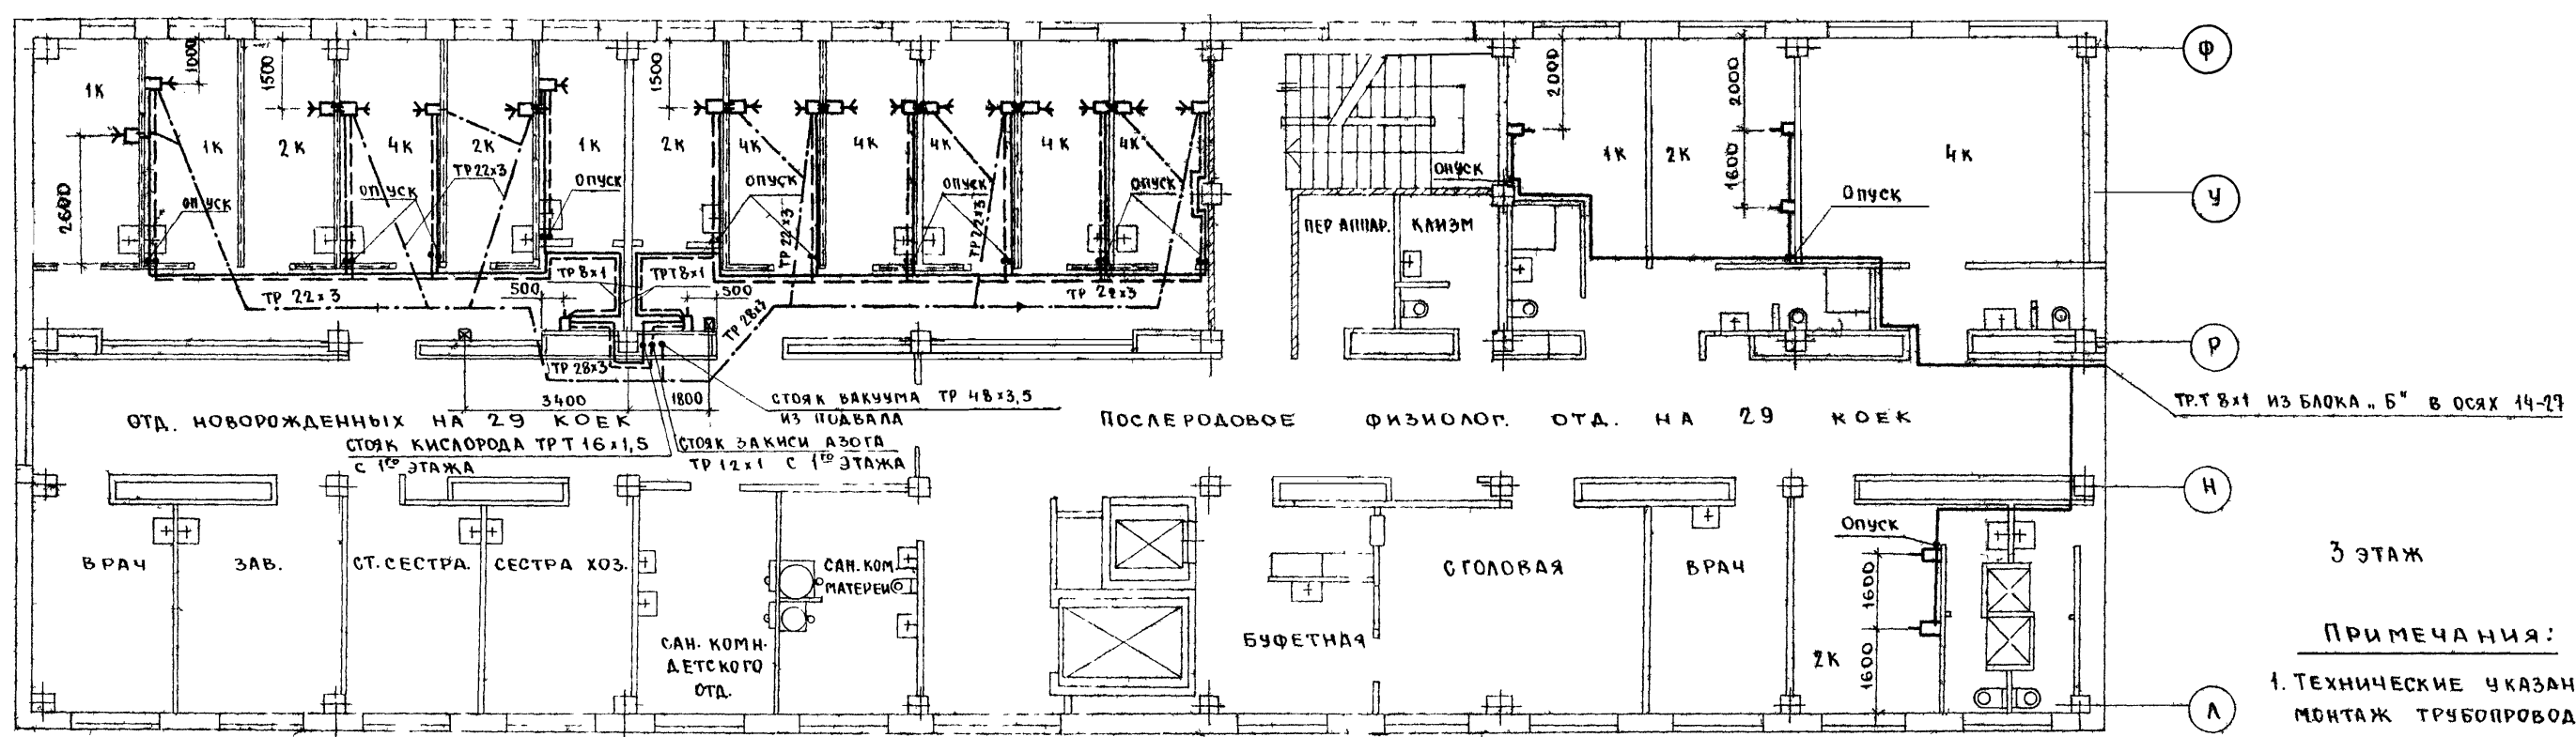 1000
1500
1500
2000
2000
Ф
1К
1К
2К
4К
2К
1К
2К
4К
4К
4К
4К
4К
1К
2К
4К
2600
ТР 22х3
1800
ОПУСК
ОПУСК
ОПУСК
ОПУСК
ОПУСК
ОПУСК
ОПУСК
ОПУСК
У
ПЕР АППАР.
КЛИЗМ
ТР 22х3
ТР 22х3
ТР 8х1
ТРТ 8х1
500
500
ТР 22х3
ТР 22х3
ТР 28х3
ТР 28х3
Р
3400
1800
СТОЯК ВАКУУМА ТР 48х3,5
ИЗ ПОДВАЛА
ТР.Т 8х1 ИЗ БЛОКА „Б" В ОСЯХ 14-27
ОТД. НОВОРОЖДЕННЫХ НА 29 КОЕК
ПОСЛЕРОДОВОЕ ФИЗИОЛОГ. ОТД. НА 29 КОЕК
СТОЯК КИСЛОРОДА ТРТ 16х1,5
С 1ГО ЭТАЖА
СТОЯК ЗАКИСИ АЗОТА
ТР 12х1 С 1ГО ЭТАЖА
Н
ОПУСК
ВРАЧ
ЗАВ.
СТ. СЕСТРА.
СЕСТРА ХОЗ.
САН. КОМ.
МАТЕРЕЙ
СТОЛОВАЯ
ВРАЧ
1600
3 ЭТАЖ
САН. КОМН.
ДЕТСКОГО
ОТД.
БУФЕТНАЯ
2К
1600
ПРИМЕЧАНИЯ:
1. ТЕХНИЧЕСКИЕ УКАЗАН
МОНТАЖ ТРУБОПРОВОД
Л